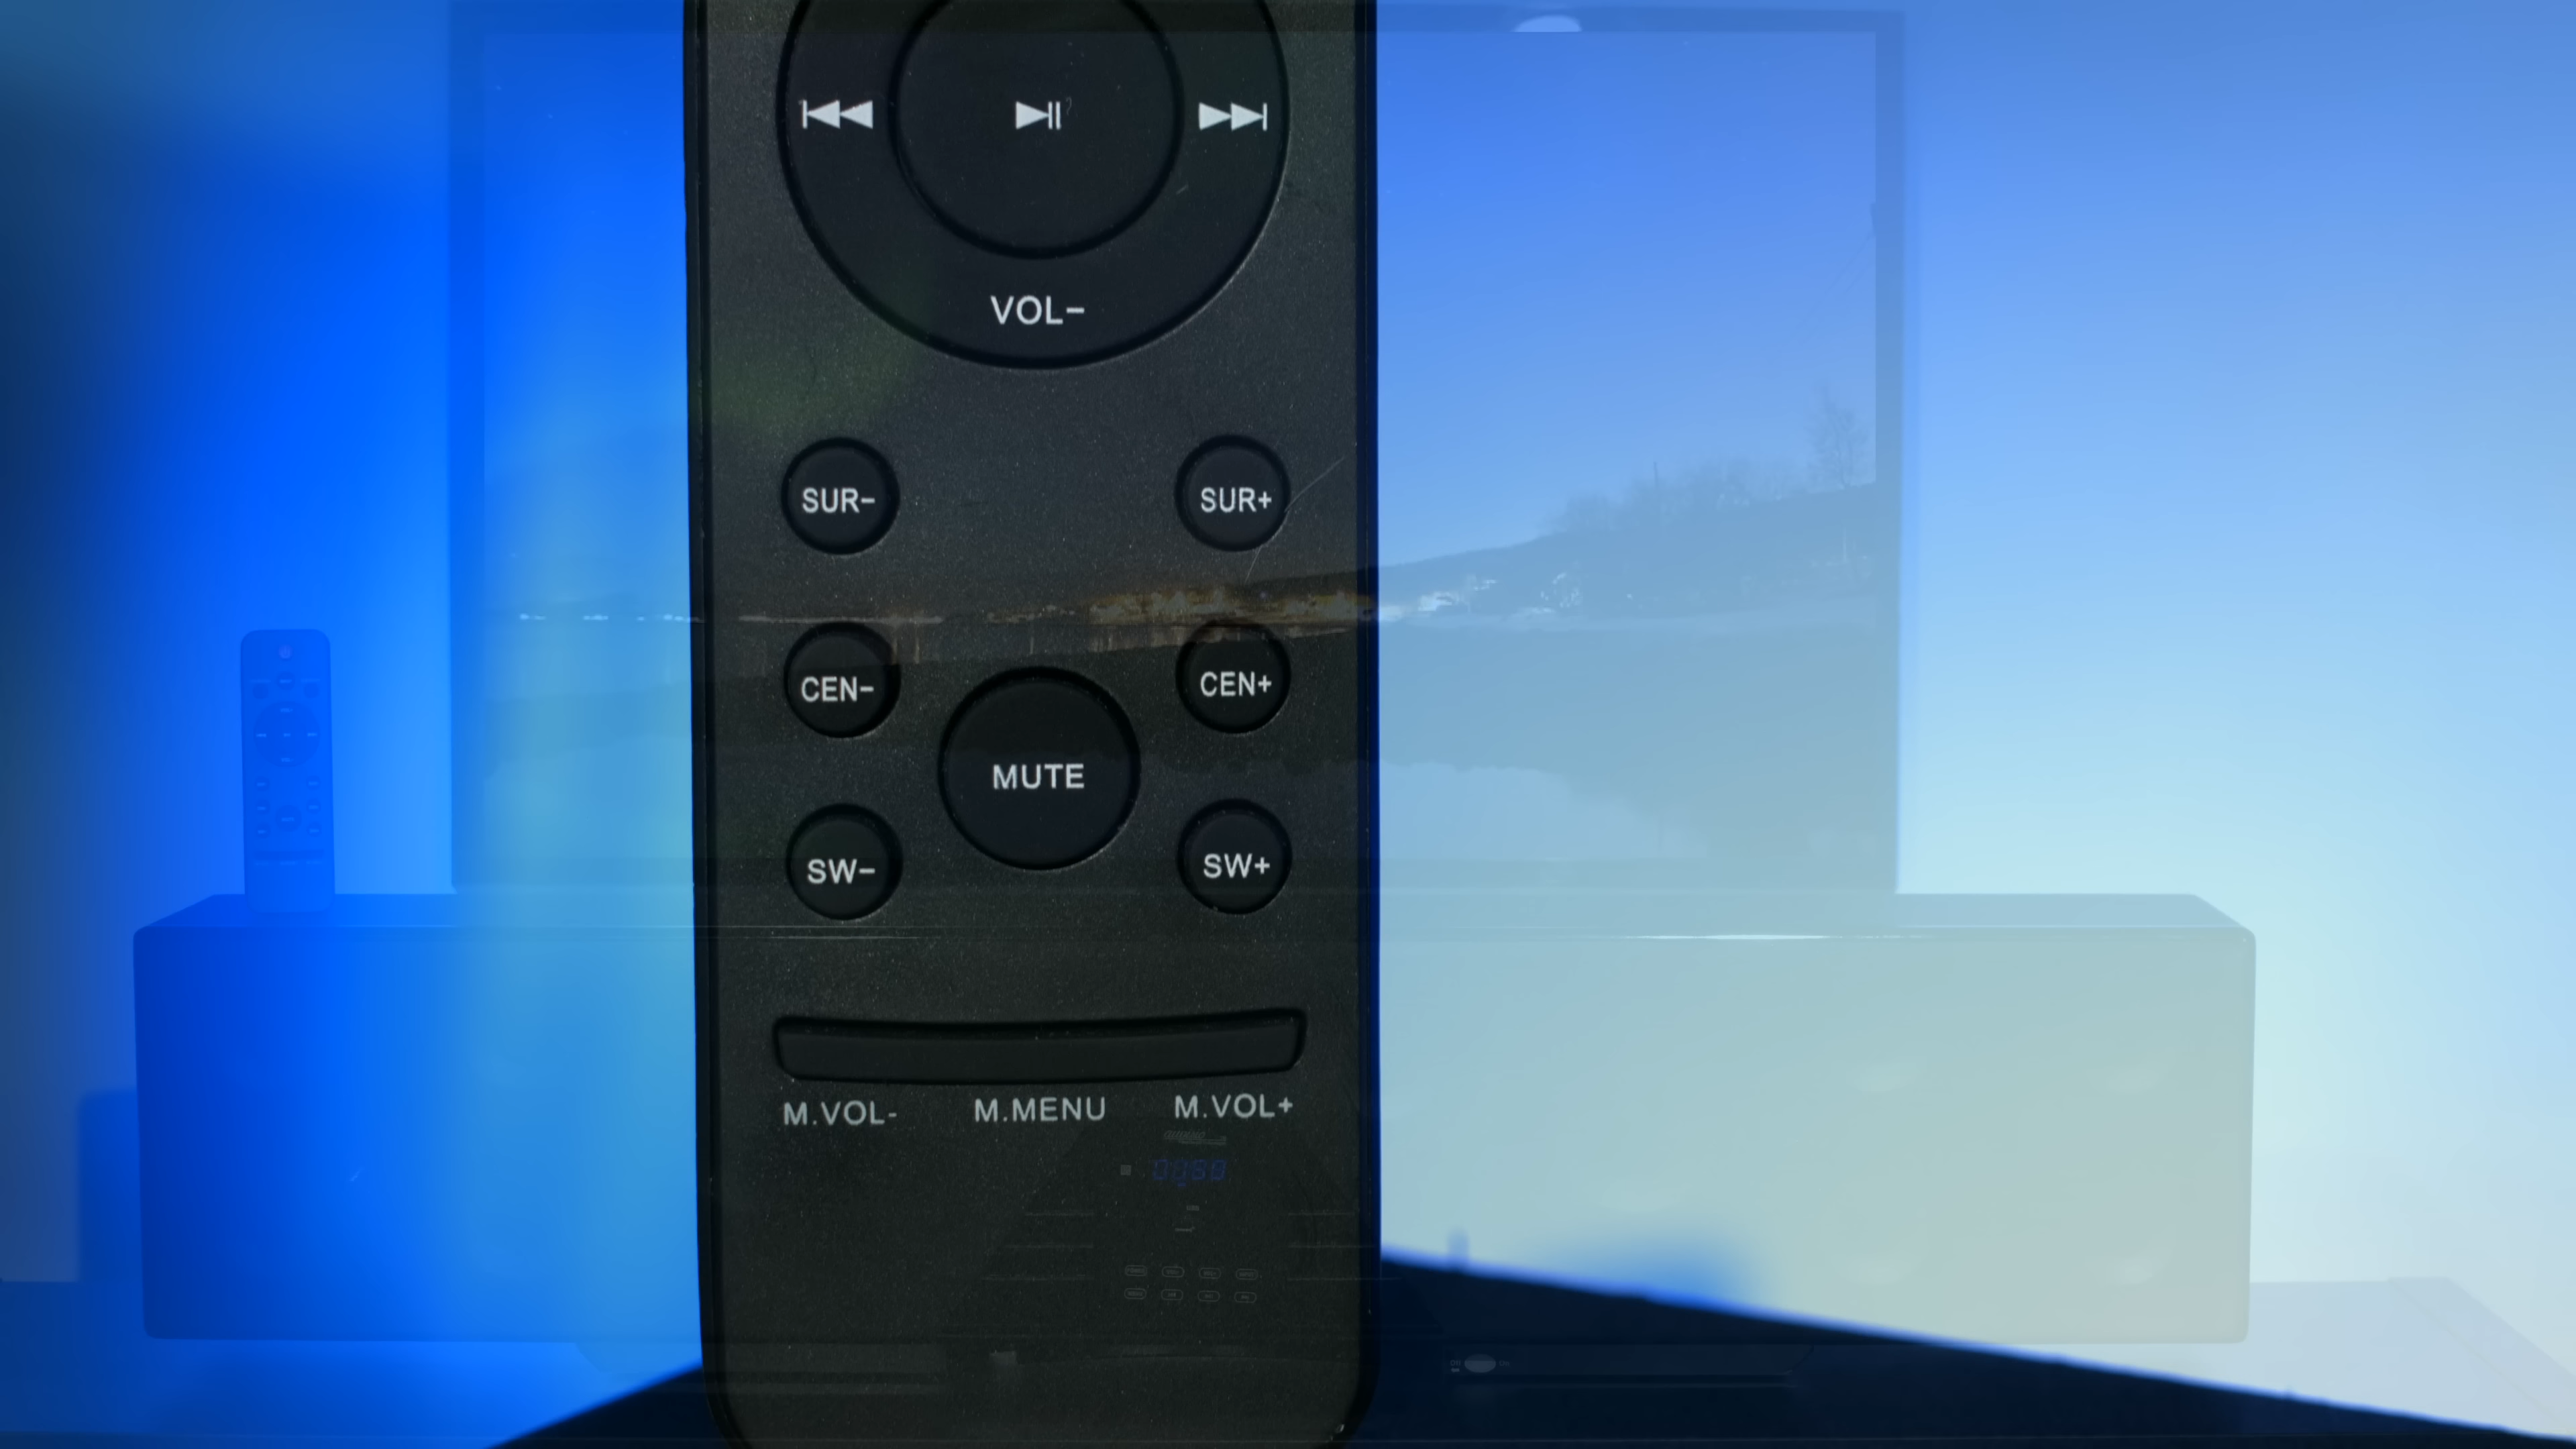 VOL-
SUR- SUR+
CEN- CEN+
MUTE
SW- SW+
M.VOL- M.MENU M.VOL+